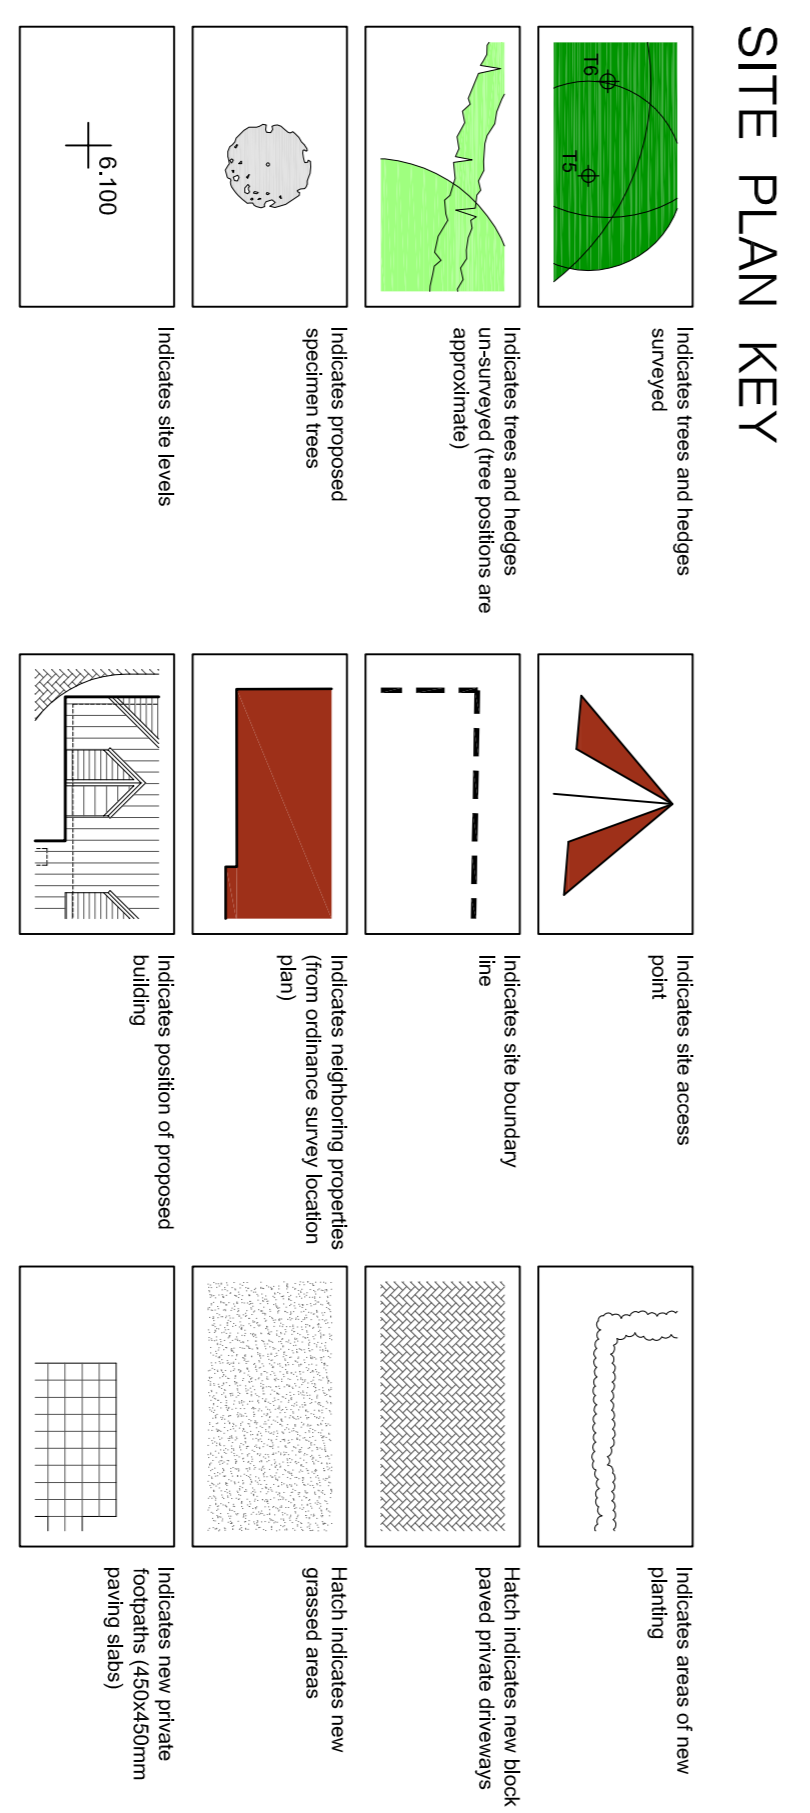 SITE PLAN KEY
T6
T5
Indicates trees and hedges
surveyed
Indicates trees and hedges
un-surveyed (tree positions are
approximate)
Indicates proposed
specimen trees
6.100
Indicates site levels
Indicates site access
point
Indicates site boundary
line
Indicates neighboring properties
(from ordinance survey location
plan)
Indicates position of proposed
building
Indicates areas of new
planting
Hatch indicates new block
paved private driveways
Hatch indicates new
grassed areas
Indicates new private
footpaths (450x450mm
paving slabs)